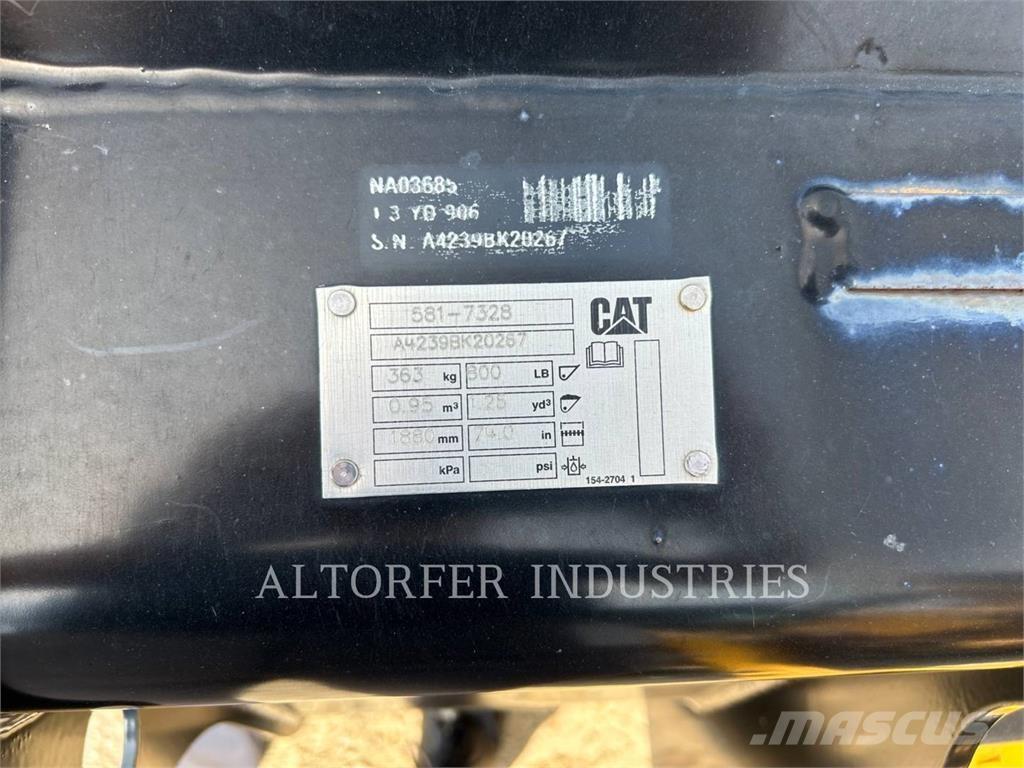 NA03685
1 3 YD 906
S.N. A4239BK20267
581-7328
CAT
A4239BK20267
363 kg 800 LB
0.95 m³ 1.25 yd³
1880 mm 74.0 in
kPa psi
154-2704 1
ALTORFER INDUSTRIES
MASCUS